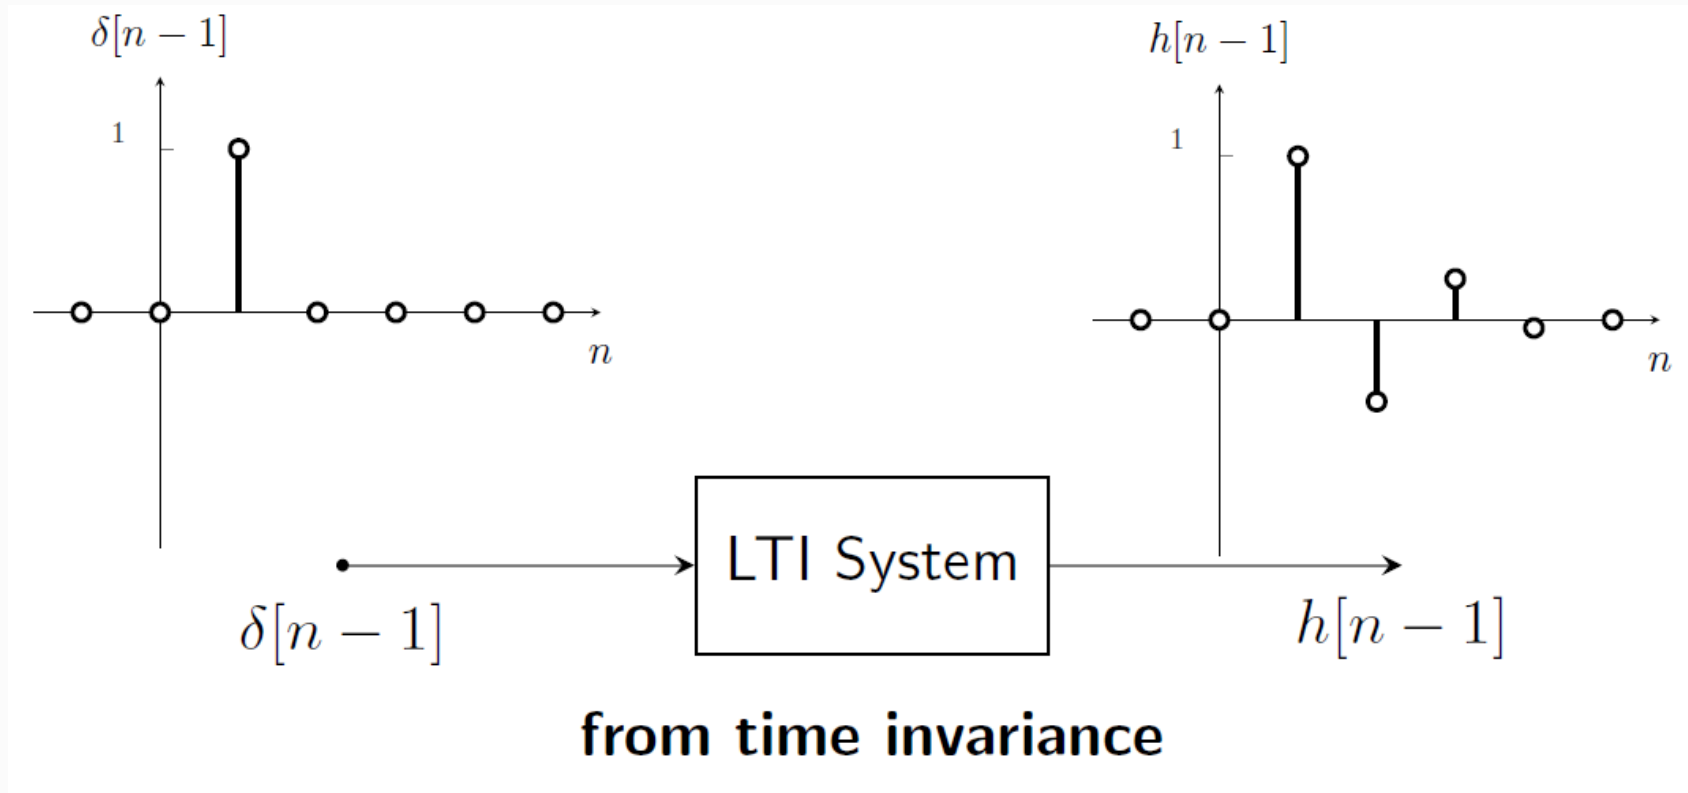 δ[n − 1]
h[n − 1]
1
1
n
n
LTI System
δ[n − 1]
h[n − 1]
from time invariance